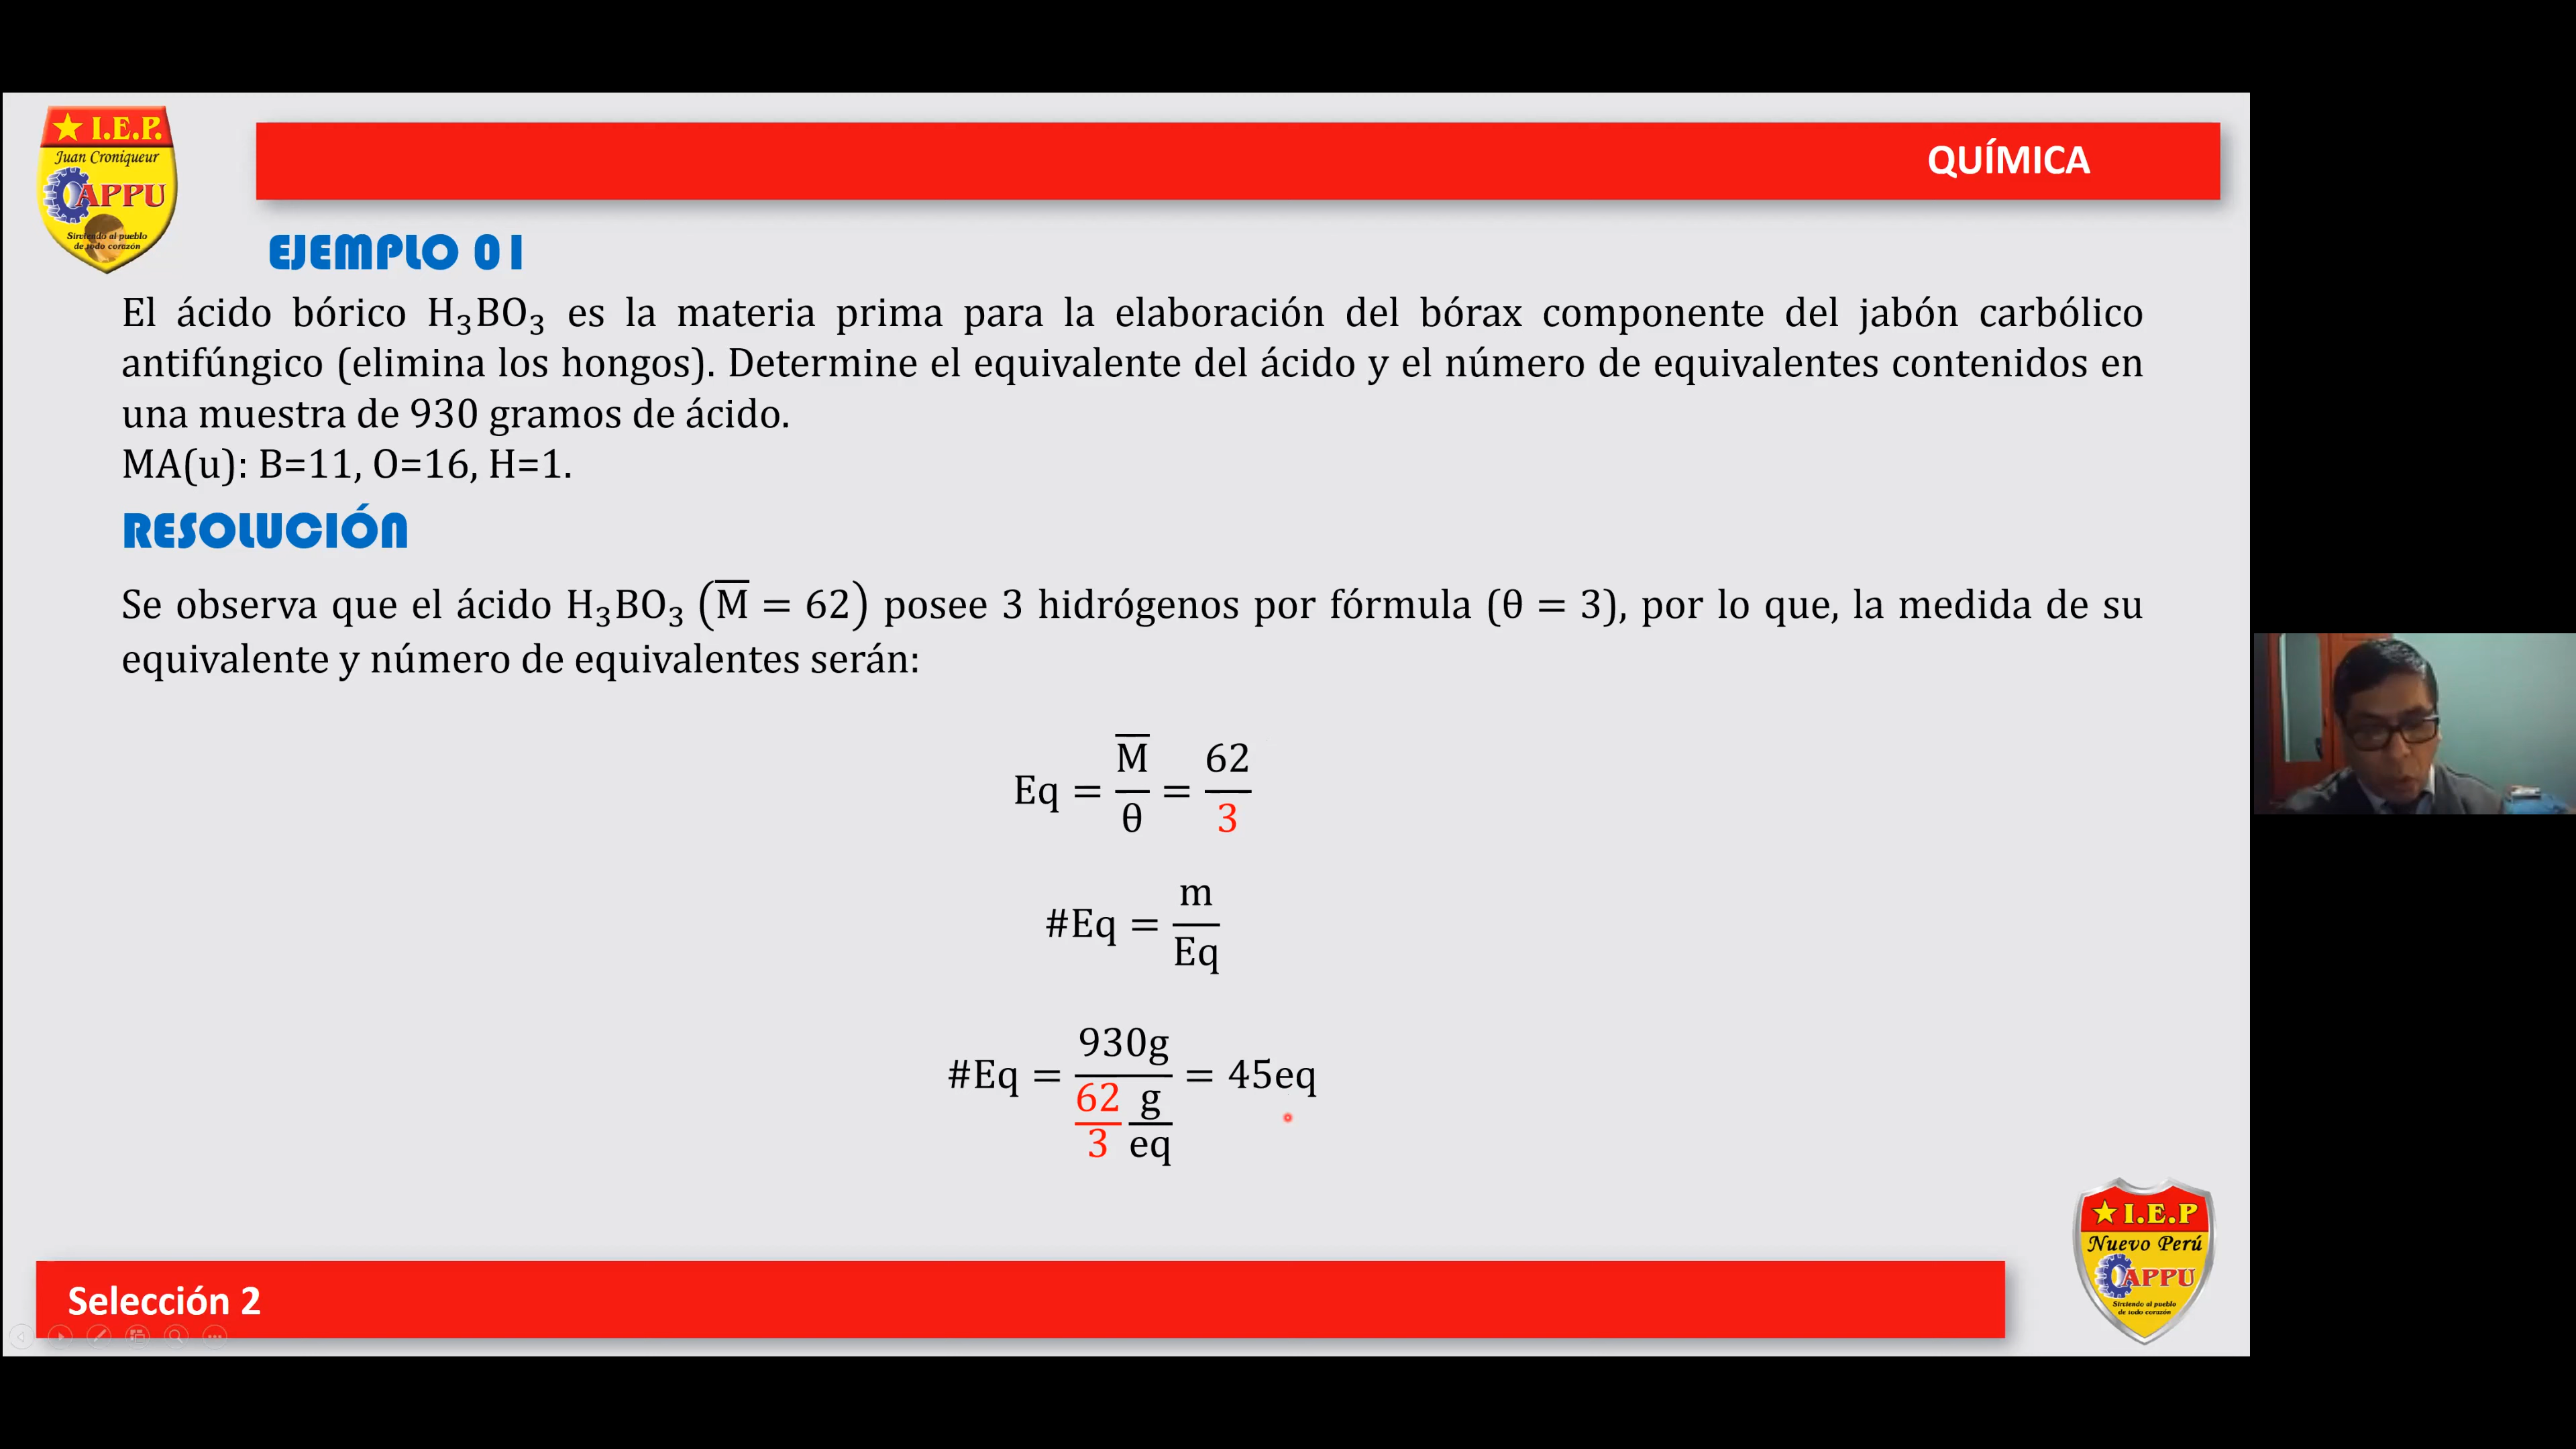 I.E.P.
Juan Croniqueur
CAPPU
Sirviendo al pueblo
de todo corazón
QUÍMICA
EJEMPLO 01
El ácido bórico H₃BO₃ es la materia prima para la elaboración del bórax componente del jabón carbólico
antifúngico (elimina los hongos). Determine el equivalente del ácido y el número de equivalentes contenidos en
una muestra de 930 gramos de ácido.
MA(u): B=11, O=16, H=1.
RESOLUCIÓN
Se observa que el ácido H₃BO₃ (M̅ = 62) posee 3 hidrógenos por fórmula (θ = 3), por lo que, la medida de su
equivalente y número de equivalentes serán:
Eq = M̅/θ = 62/3
#Eq = m/Eq
#Eq = 930g/(62/3 g/eq) = 45eq
I.E.P
Nuevo Perú
CAPPU
Sirviendo al pueblo
de todo corazón
Selección 2